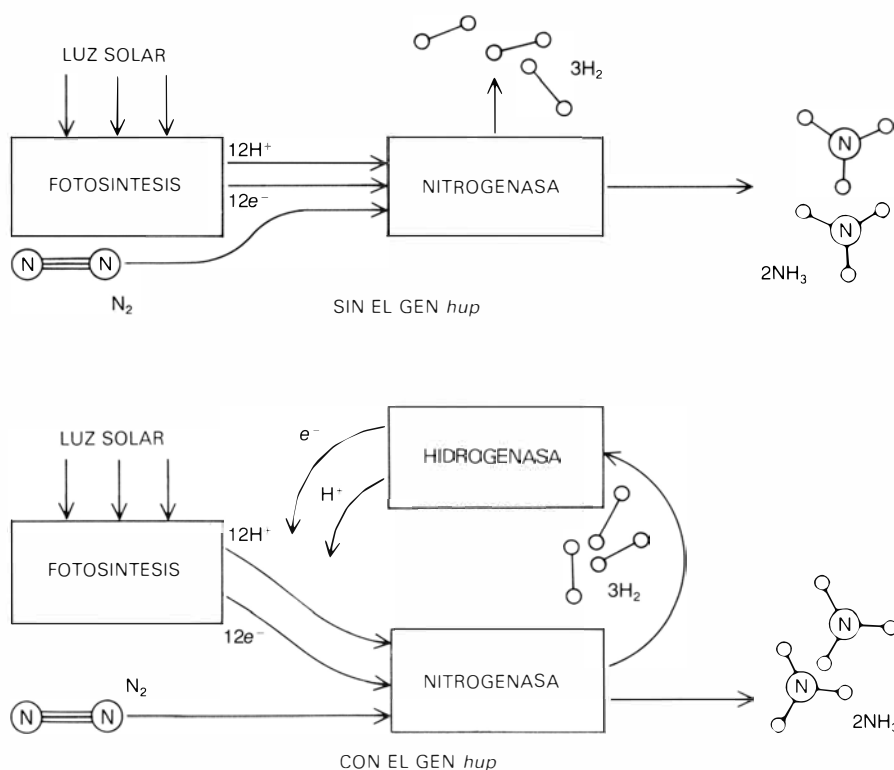 LUZ SOLAR
3H₂
12H⁺
FOTOSINTESIS
NITROGENASA
12e⁻
N
N
N
N
N₂
2NH₃
SIN EL GEN hup
LUZ SOLAR
e⁻
HIDROGENASA
H⁺
12H⁺
FOTOSINTESIS
3H₂
12e⁻
N
NITROGENASA
N₂
N
N
N
2NH₃
CON EL GEN hup